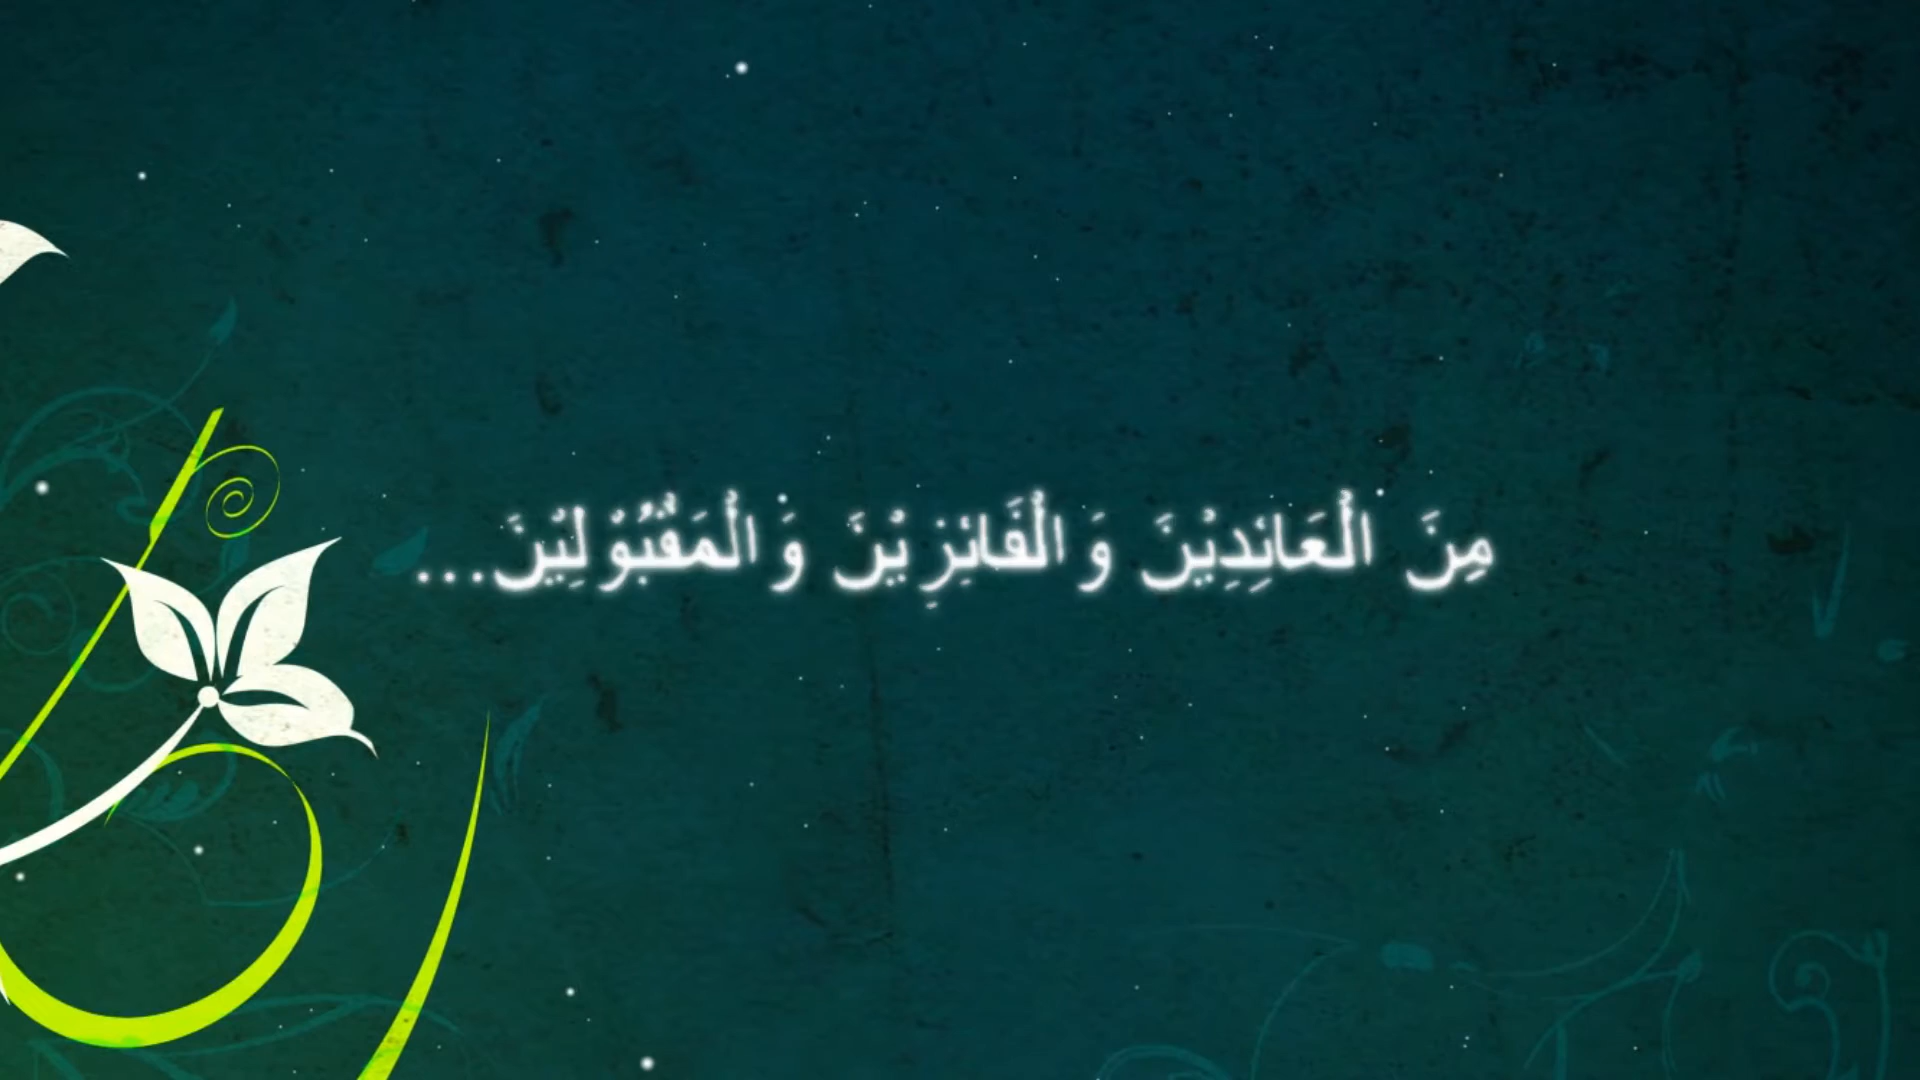 مِنَ الْعَائِدِيْنَ وَ الْفَائِزِيْنَ وَ الْمَقْبُوْلِيْنَ...